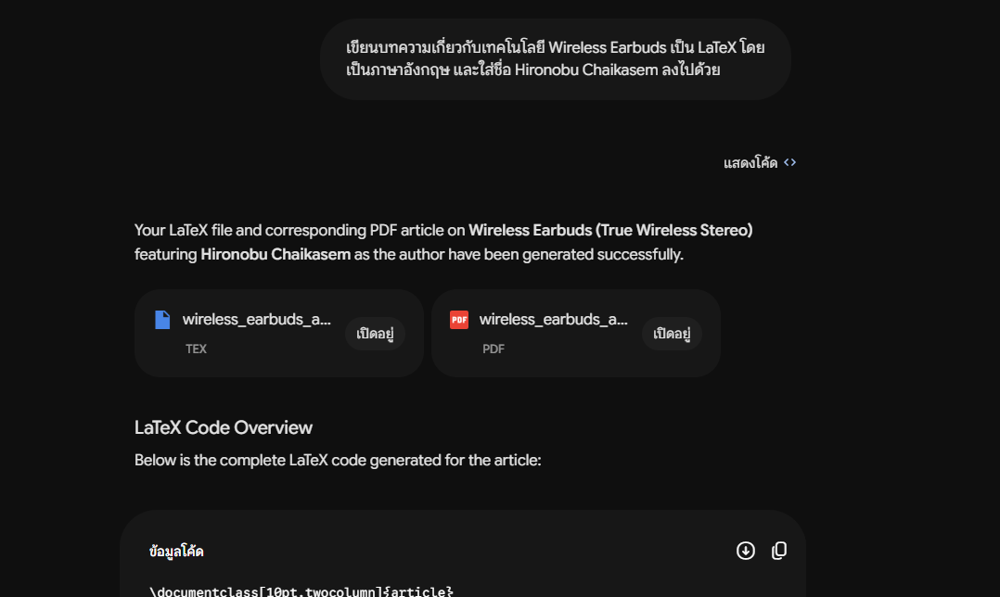 เขียนบทความเกี่ยวกับเทคโนโลยี Wireless Earbuds เป็น LaTeX โดย
เป็นภาษาอังกฤษ และใส่ชื่อ Hironobu Chaikasem ลงไปด้วย
แสดงโค้ด <>
Your LaTeX file and corresponding PDF article on Wireless Earbuds (True Wireless Stereo)
featuring Hironobu Chaikasem as the author have been generated successfully.
wireless_earbuds_a...
TEX
เปิดอยู่
PDF
wireless_earbuds_a...
PDF
เปิดอยู่
LaTeX Code Overview
Below is the complete LaTeX code generated for the article:
ข้อมูลโค้ด
\documentclass[10pt,twocolumn]{article}